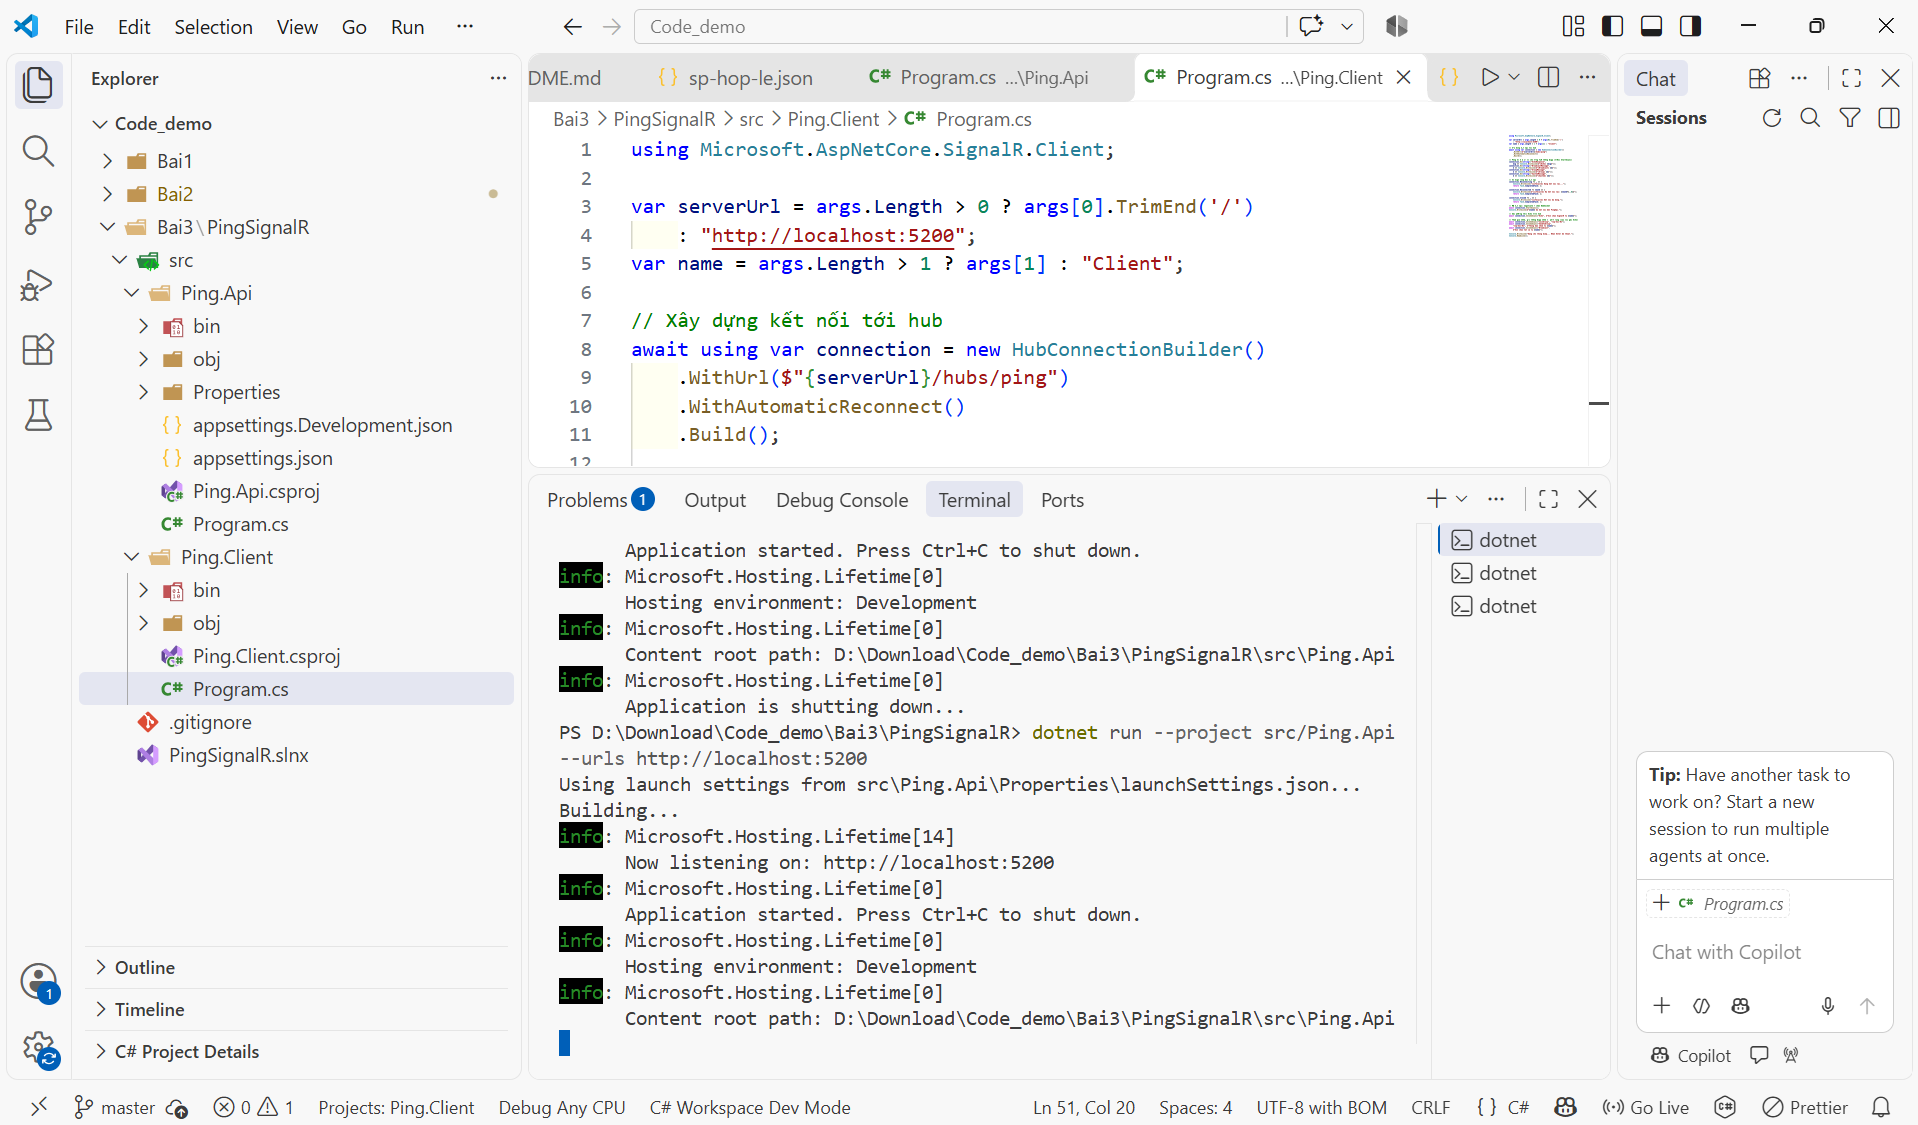 File Edit Selection View Go Run ···
Code_demo
Explorer
Code_demo
Bai1
Bai2
Bai3\PingSignalR
src
Ping.Api
bin
obj
Properties
appsettings.Development.json
appsettings.json
Ping.Api.csproj
Program.cs
Ping.Client
bin
obj
Ping.Client.csproj
Program.cs
.gitignore
PingSignalR.slnx
Outline
Timeline
C# Project Details
DME.md
{ } sp-hop-le.json
C# Program.cs ...\Ping.Api
C# Program.cs ...\Ping.Client
Bai3 > PingSignalR > src > Ping.Client > C# Program.cs
1 using Microsoft.AspNetCore.SignalR.Client;
2
3 var serverUrl = args.Length > 0 ? args[0].TrimEnd('/')
4     : "http://localhost:5200";
5 var name = args.Length > 1 ? args[1] : "Client";
6
7 // Xây dựng kết nối tới hub
8 await using var connection = new HubConnectionBuilder()
9     .WithUrl($"{serverUrl}/hubs/ping")
10     .WithAutomaticReconnect()
11     .Build();
12
Problems 1 Output Debug Console Terminal Ports
Application started. Press Ctrl+C to shut down.
info: Microsoft.Hosting.Lifetime[0]
Hosting environment: Development
info: Microsoft.Hosting.Lifetime[0]
Content root path: D:\Download\Code_demo\Bai3\PingSignalR\src\Ping.Api
info: Microsoft.Hosting.Lifetime[0]
Application is shutting down...
PS D:\Download\Code_demo\Bai3\PingSignalR> dotnet run --project src/Ping.Api
--urls http://localhost:5200
Using launch settings from src\Ping.Api\Properties\launchSettings.json...
Building...
info: Microsoft.Hosting.Lifetime[14]
Now listening on: http://localhost:5200
info: Microsoft.Hosting.Lifetime[0]
Application started. Press Ctrl+C to shut down.
info: Microsoft.Hosting.Lifetime[0]
Hosting environment: Development
info: Microsoft.Hosting.Lifetime[0]
Content root path: D:\Download\Code_demo\Bai3\PingSignalR\src\Ping.Api
dotnet
dotnet
dotnet
Chat
Sessions
Tip: Have another task to
work on? Start a new
session to run multiple
agents at once.
C# Program.cs
Chat with Copilot
Copilot
1
master 0 1 Projects: Ping.Client Debug Any CPU C# Workspace Dev Mode Ln 51, Col 20 Spaces: 4 UTF-8 with BOM CRLF { } C# Go Live Prettier